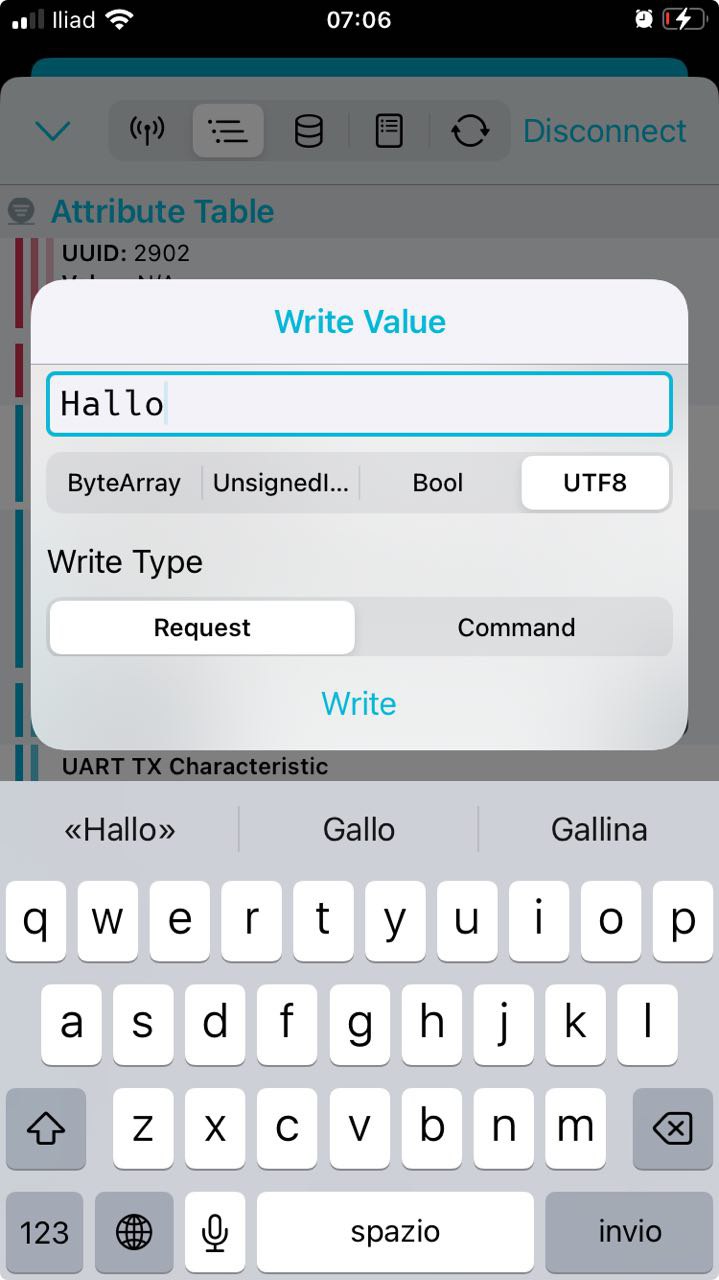 Iliad 07:06
Disconnect
Attribute Table
UUID: 2902
Write Value
Hallo
ByteArray UnsignedI... Bool UTF8
Write Type
Request Command
Write
UART TX Characteristic
«Hallo» Gallo Gallina
q w e r t y u i o p
a s d f g h j k l
z x c v b n m
123 spazio invio